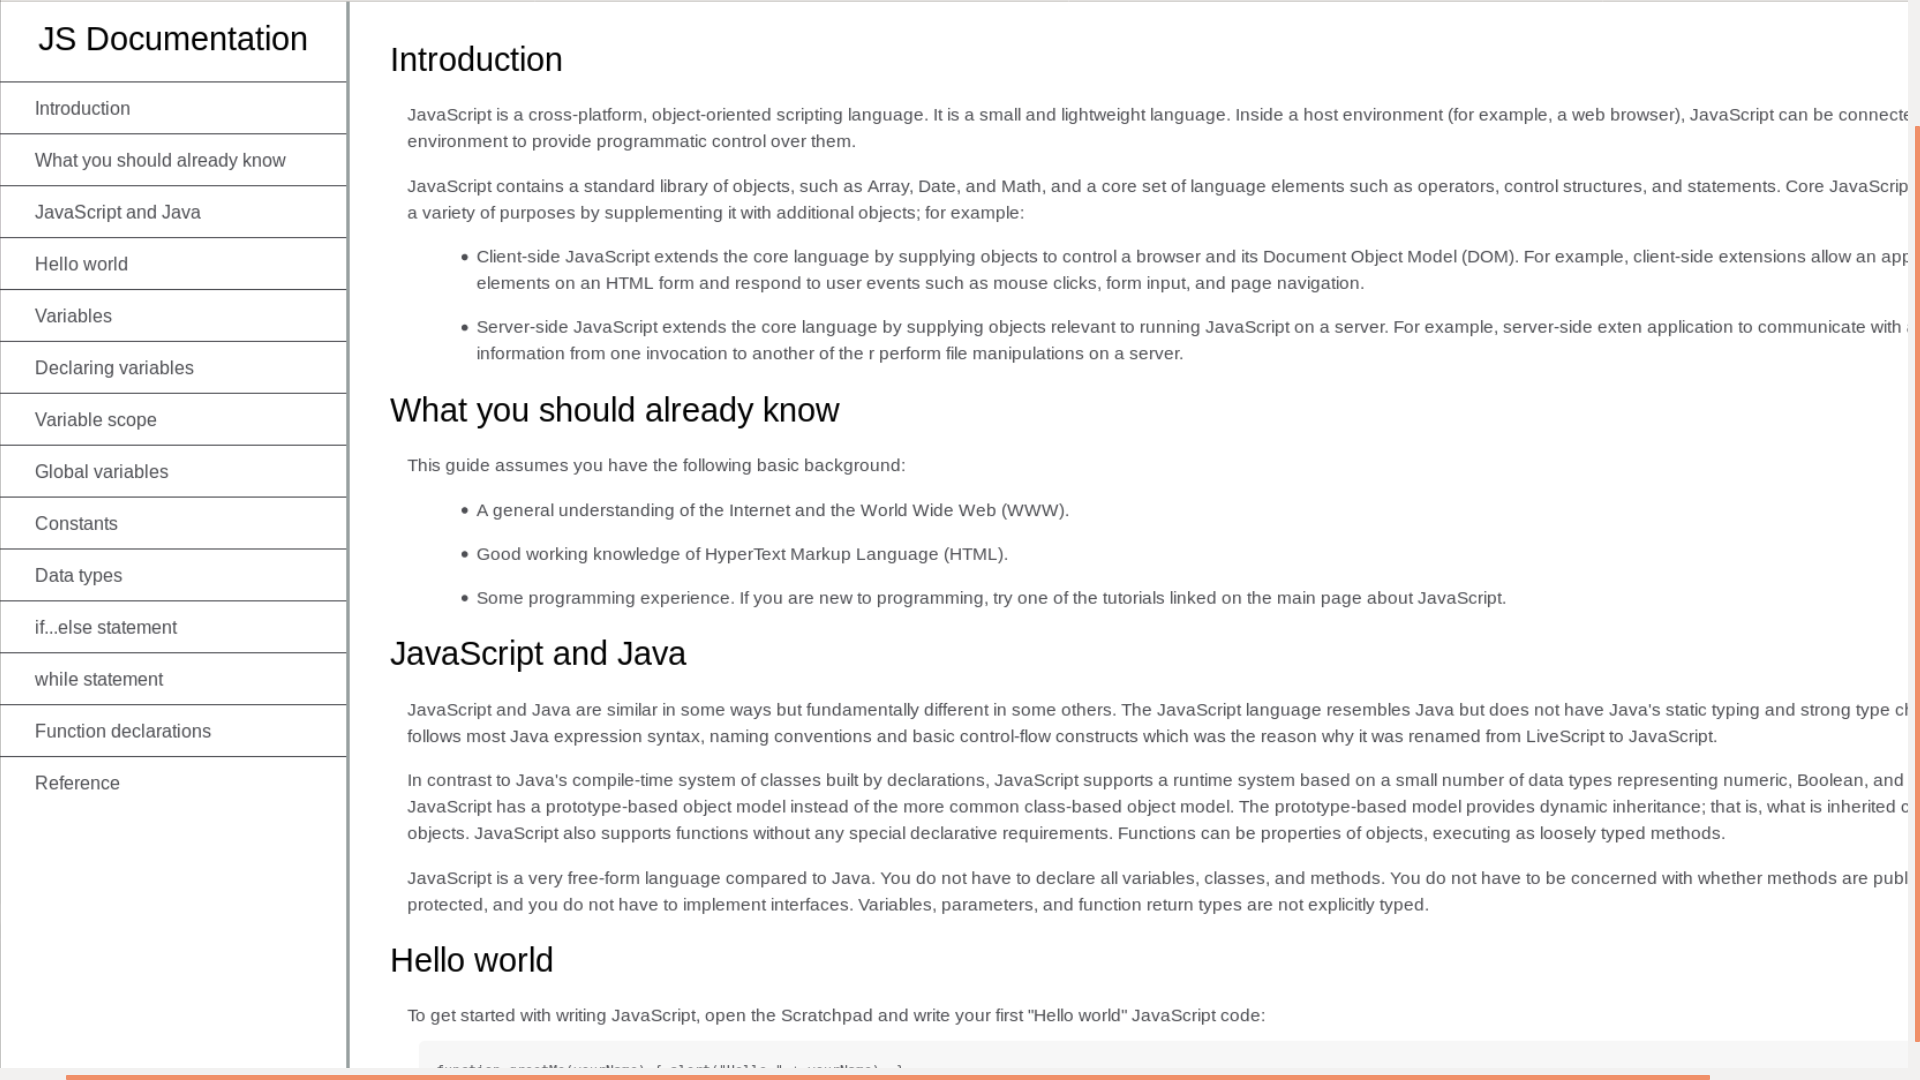 JS Documentation
Introduction
What you should already know
JavaScript and Java
Hello world
Variables
Declaring variables
Variable scope
Global variables
Constants
Data types
if...else statement
while statement
Function declarations
Reference
Introduction
JavaScript is a cross-platform, object-oriented scripting language. It is a small and lightweight language. Inside a host environment (for example, a web browser), JavaScript can be
environment to provide programmatic control over them.
JavaScript contains a standard library of objects, such as Array, Date, and Math, and a core set of language elements such as operators, control structures, and statements. Core
a variety of purposes by supplementing it with additional objects; for example:
• Client-side JavaScript extends the core language by supplying objects to control a browser and its Document Object Model (DOM). For example, client-side extensions allow an
elements on an HTML form and respond to user events such as mouse clicks, form input, and page navigation.
• Server-side JavaScript extends the core language by supplying objects relevant to running JavaScript on a server. For example, server-side exten application to communicate with
information from one invocation to another of the r perform file manipulations on a server.
What you should already know
This guide assumes you have the following basic background:
• A general understanding of the Internet and the World Wide Web (WWW).
• Good working knowledge of HyperText Markup Language (HTML).
• Some programming experience. If you are new to programming, try one of the tutorials linked on the main page about JavaScript.
JavaScript and Java
JavaScript and Java are similar in some ways but fundamentally different in some others. The JavaScript language resembles Java but does not have Java's static typing and strong type
follows most Java expression syntax, naming conventions and basic control-flow constructs which was the reason why it was renamed from LiveScript to JavaScript.
In contrast to Java's compile-time system of classes built by declarations, JavaScript supports a runtime system based on a small number of data types representing numeric, Boolean, and
JavaScript has a prototype-based object model instead of the more common class-based object model. The prototype-based model provides dynamic inheritance; that is, what is inherited
objects. JavaScript also supports functions without any special declarative requirements. Functions can be properties of objects, executing as loosely typed methods.
JavaScript is a very free-form language compared to Java. You do not have to declare all variables, classes, and methods. You do not have to be concerned with whether methods are
protected, and you do not have to implement interfaces. Variables, parameters, and function return types are not explicitly typed.
Hello world
To get started with writing JavaScript, open the Scratchpad and write your first "Hello world" JavaScript code: